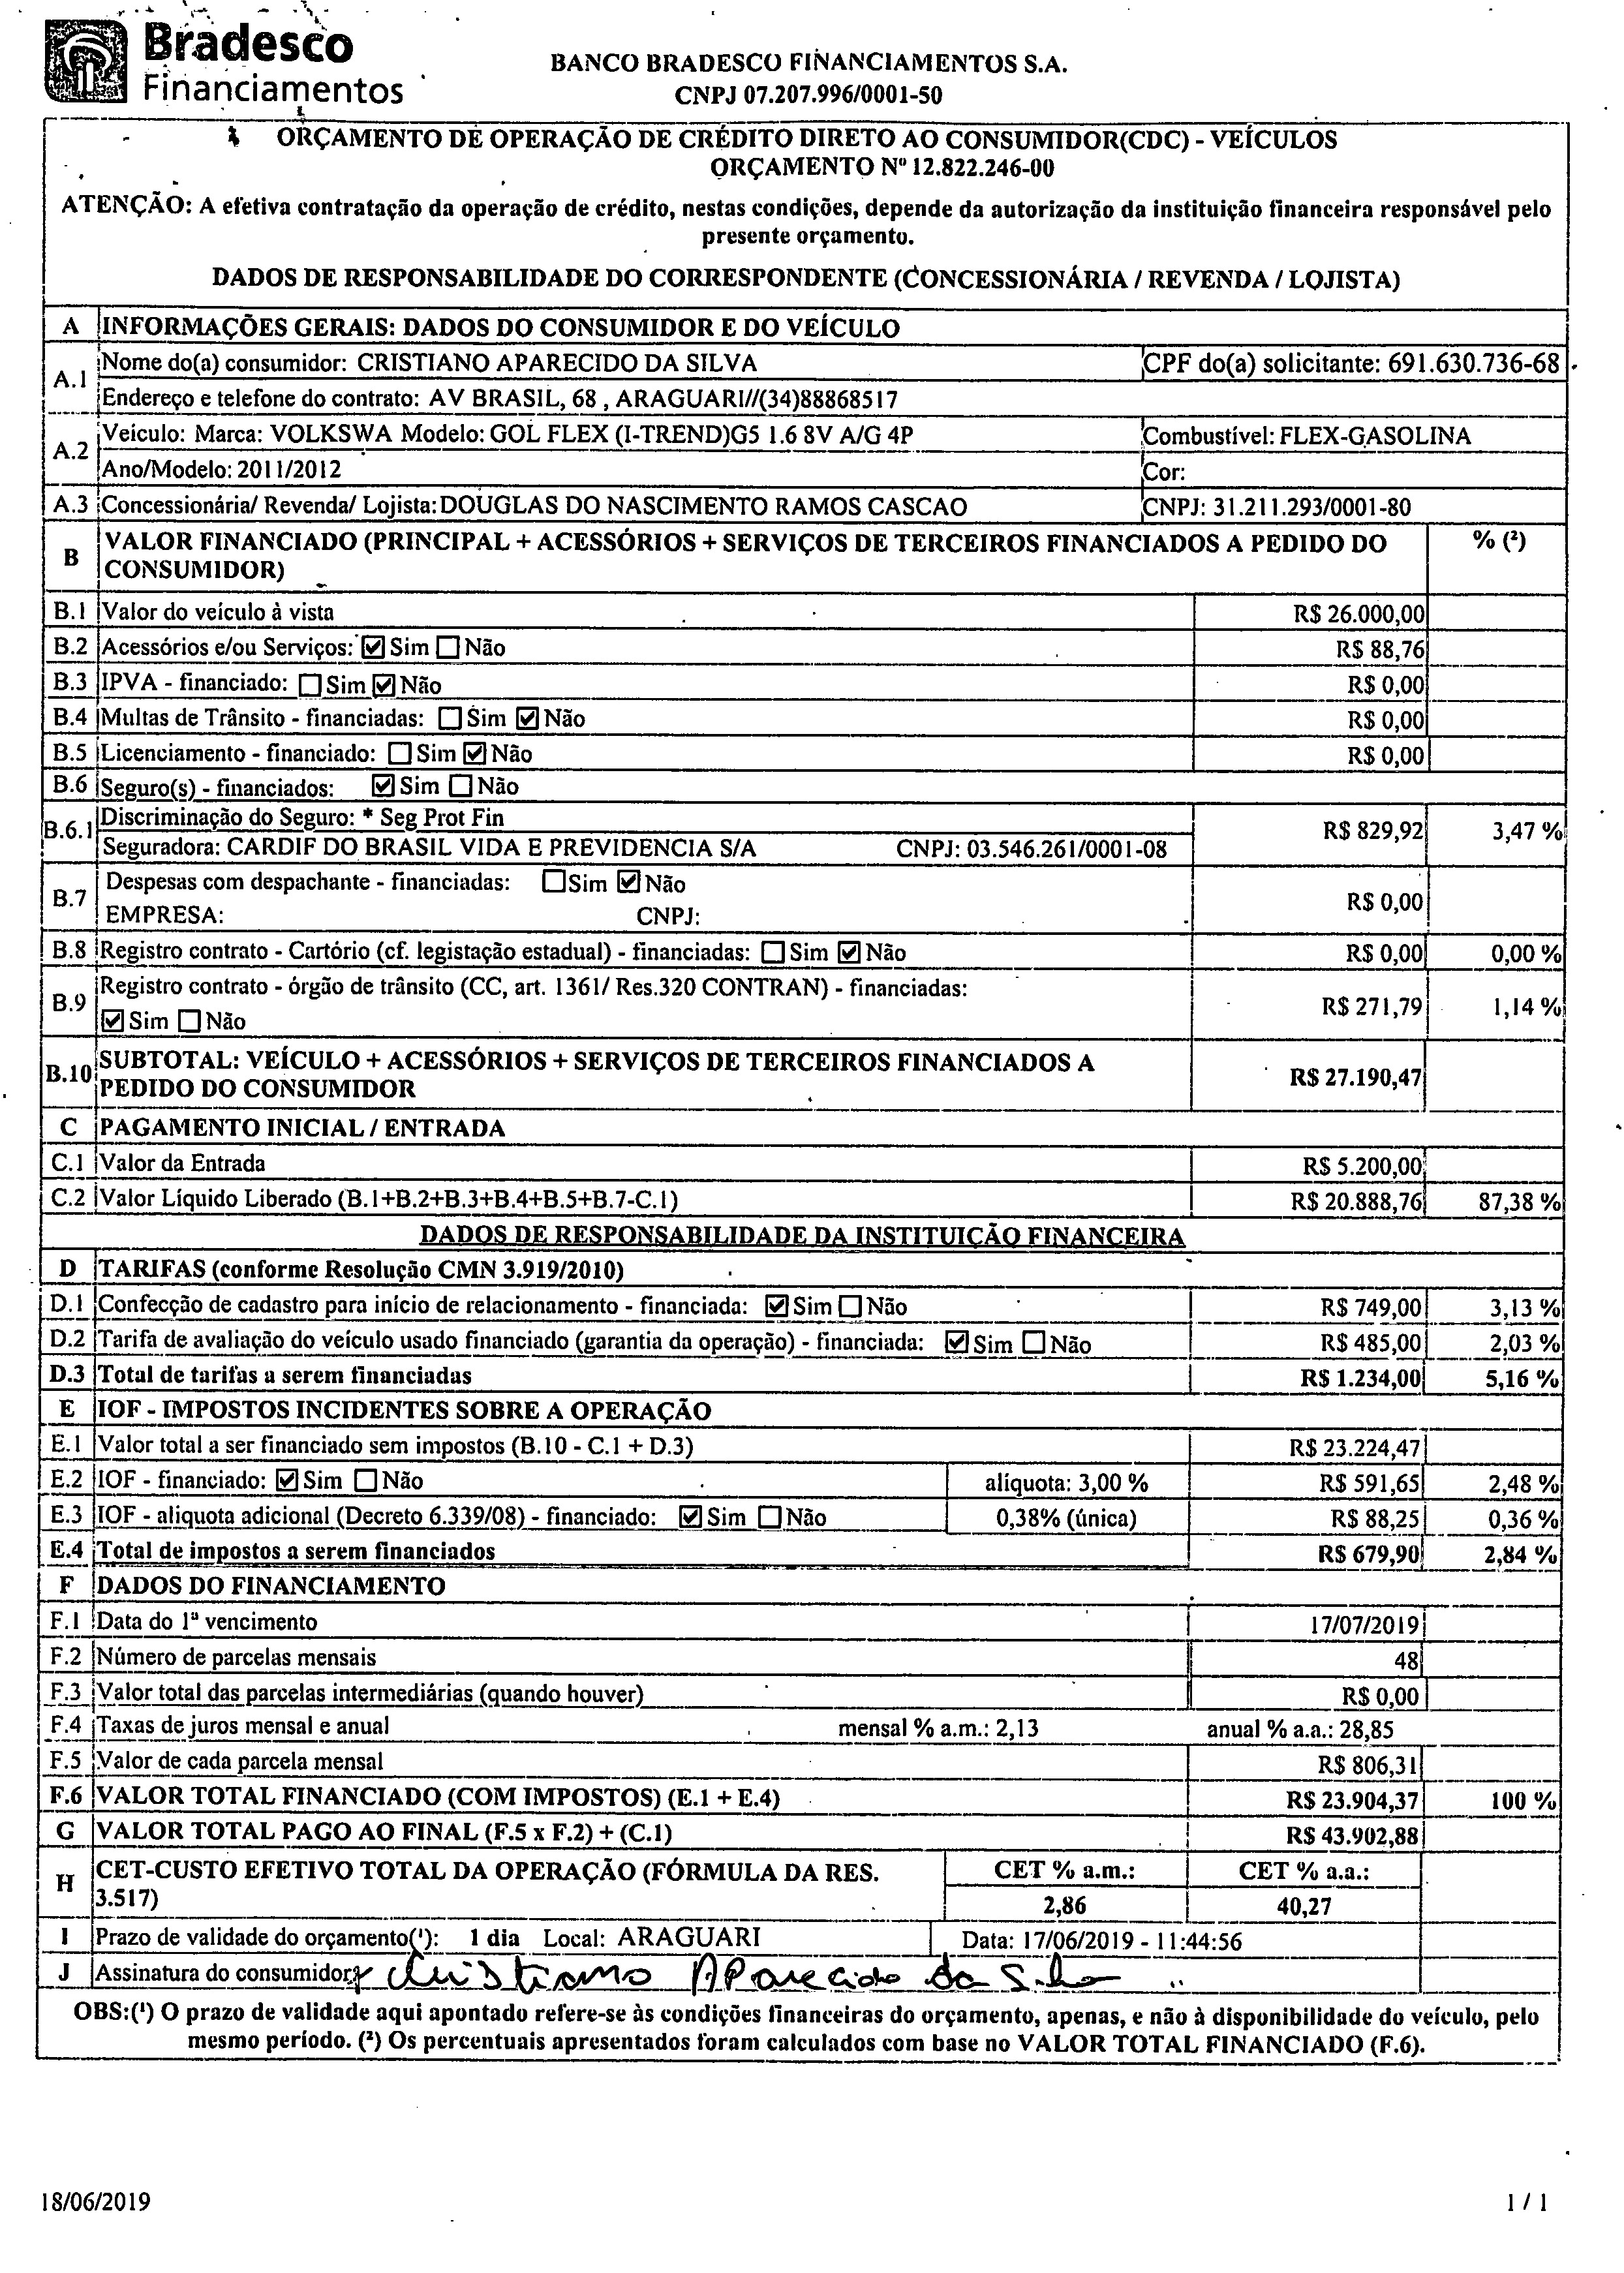 Bradesco
Financiamentos
BANCO BRADESCO FINANCIAMENTOS S.A.
CNPJ 07.207.996/0001-50
ORÇAMENTO DE OPERAÇÃO DE CRÉDITO DIRETO AO CONSUMIDOR(CDC) - VEÍCULOS
ORÇAMENTO Nº 12.822.246-00
ATENÇÃO: A efetiva contratação da operação de crédito, nestas condições, depende da autorização da instituição financeira responsável pelo
presente orçamento.
DADOS DE RESPONSABILIDADE DO CORRESPONDENTE (CONCESSIONÁRIA / REVENDA / LOJISTA)
A INFORMAÇÕES GERAIS: DADOS DO CONSUMIDOR E DO VEÍCULO
A.1 Nome do(a) consumidor: CRISTIANO APARECIDO DA SILVA CPF do(a) solicitante: 691.630.736-68
Endereço e telefone do contrato: AV BRASIL, 68 , ARAGUARI//(34)88868517
A.2 Veículo: Marca: VOLKSWA Modelo: GOL FLEX (I-TREND)G5 1.6 8V A/G 4P Combustível: FLEX-GASOLINA
Ano/Modelo: 2011/2012 Cor:
A.3 Concessionária/ Revenda/ Lojista: DOUGLAS DO NASCIMENTO RAMOS CASCAO CNPJ: 31.211.293/0001-80
B VALOR FINANCIADO (PRINCIPAL + ACESSÓRIOS + SERVIÇOS DE TERCEIROS FINANCIADOS A PEDIDO DO % (²)
CONSUMIDOR)
B.1 Valor do veículo à vista R$ 26.000,00
B.2 Acessórios e/ou Serviços: ☑ Sim ☐ Não R$ 88,76
B.3 IPVA - financiado: ☐ Sim ☑ Não R$ 0,00
B.4 Multas de Trânsito - financiadas: ☐ Sim ☑ Não R$ 0,00
B.5 Licenciamento - financiado: ☐ Sim ☑ Não R$ 0,00
B.6 Seguro(s) - financiados: ☑ Sim ☐ Não
B.6.1 Discriminação do Seguro: * Seg Prot Fin R$ 829,92 3,47 %
Seguradora: CARDIF DO BRASIL VIDA E PREVIDENCIA S/A CNPJ: 03.546.261/0001-08
B.7 Despesas com despachante - financiadas: ☐ Sim ☑ Não R$ 0,00
EMPRESA: CNPJ:
B.8 Registro contrato - Cartório (cf. legistação estadual) - financiadas: ☐ Sim ☑ Não R$ 0,00 0,00 %
B.9 Registro contrato - órgão de trânsito (CC, art. 1361/ Res.320 CONTRAN) - financiadas: R$ 271,79 1,14 %
☑ Sim ☐ Não
B.10 SUBTOTAL: VEÍCULO + ACESSÓRIOS + SERVIÇOS DE TERCEIROS FINANCIADOS A R$ 27.190,47
PEDIDO DO CONSUMIDOR
C PAGAMENTO INICIAL / ENTRADA
C.1 Valor da Entrada R$ 5.200,00
C.2 Valor Líquido Liberado (B.1+B.2+B.3+B.4+B.5+B.7-C.1) R$ 20.888,76 87,38 %
DADOS DE RESPONSABILIDADE DA INSTITUIÇÃO FINANCEIRA
D TARIFAS (conforme Resolução CMN 3.919/2010)
D.1 Confecção de cadastro para início de relacionamento - financiada: ☑ Sim ☐ Não R$ 749,00 3,13 %
D.2 Tarifa de avaliação do veículo usado financiado (garantia da operação) - financiada: ☑ Sim ☐ Não R$ 485,00 2,03 %
D.3 Total de tarifas a serem financiadas R$ 1.234,00 5,16 %
E IOF - IMPOSTOS INCIDENTES SOBRE A OPERAÇÃO
E.1 Valor total a ser financiado sem impostos (B.10 - C.1 + D.3) R$ 23.224,47
E.2 IOF - financiado: ☑ Sim ☐ Não alíquota: 3,00 % R$ 591,65 2,48 %
E.3 IOF - aliquota adicional (Decreto 6.339/08) - financiado: ☑ Sim ☐ Não 0,38% (única) R$ 88,25 0,36 %
E.4 Total de impostos a serem financiados R$ 679,90 2,84 %
F DADOS DO FINANCIAMENTO
F.1 Data do 1º vencimento 17/07/2019
F.2 Número de parcelas mensais 48
F.3 Valor total das parcelas intermediárias (quando houver) R$ 0,00
F.4 Taxas de juros mensal e anual mensal % a.m.: 2,13 anual % a.a.: 28,85
F.5 Valor de cada parcela mensal R$ 806,31
F.6 VALOR TOTAL FINANCIADO (COM IMPOSTOS) (E.1 + E.4) R$ 23.904,37 100 %
G VALOR TOTAL PAGO AO FINAL (F.5 x F.2) + (C.1) R$ 43.902,88
H CET-CUSTO EFETIVO TOTAL DA OPERAÇÃO (FÓRMULA DA RES. CET % a.m.: CET % a.a.:
3.517) 2,86 40,27
I Prazo de validade do orçamento(¹): 1 dia Local: ARAGUARI Data: 17/06/2019 - 11:44:56
J Assinatura do consumidor: x Cristiano Aparecido da Silva
OBS:(¹) O prazo de validade aqui apontado refere-se às condições financeiras do orçamento, apenas, e não à disponibilidade do veículo, pelo
mesmo período. (²) Os percentuais apresentados foram calculados com base no VALOR TOTAL FINANCIADO (F.6).
18/06/2019 1 / 1